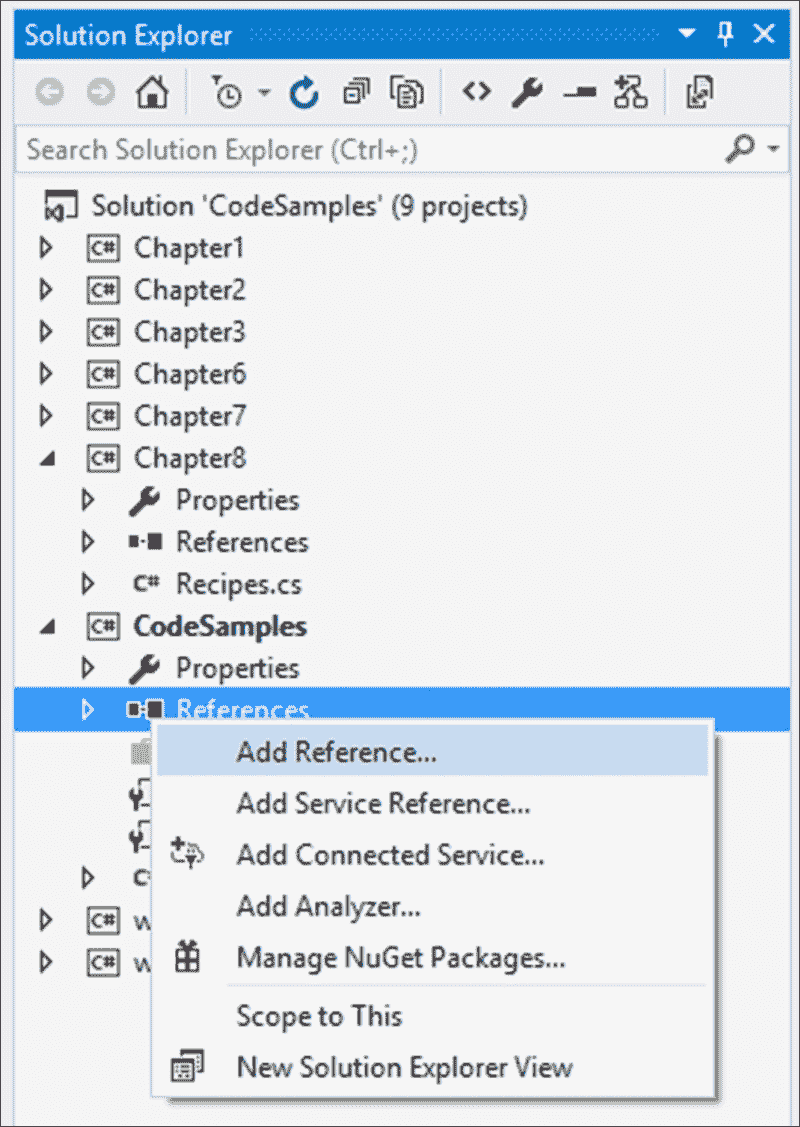 Solution Explorer
Search Solution Explorer (Ctrl+;)
Solution 'CodeSamples' (9 projects)
C# Chapter1
C# Chapter2
C# Chapter3
C# Chapter6
C# Chapter7
C# Chapter8
Properties
References
C# Recipes.cs
C# CodeSamples
Properties
References
Add Reference...
Add Service Reference...
Add Connected Service...
Add Analyzer...
C# w
Manage NuGet Packages...
C# w
Scope to This
New Solution Explorer View